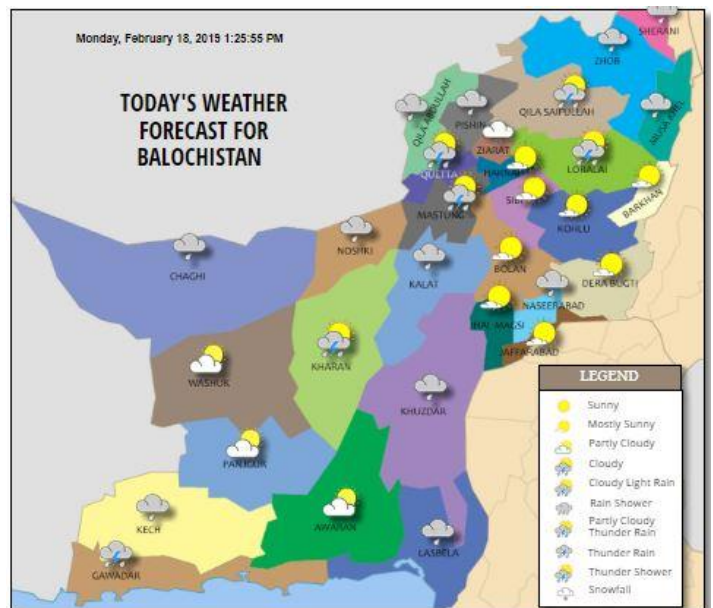 Monday, February 18, 2019 1:25:55 PM
TODAY'S WEATHER
FORECAST FOR
BALOCHISTAN
SHERANI
ZHOB
QILA ABDULLAH
PISHIN
QILA SAIFULLAH
MUSA KHEL
ZIARAT
QUETTA
LORALAI
MASTUNG
BARKHAN
KOHLU
NOSHKI
CHAGHI
KALAT
BOLAN
DERA BUGTI
NASEERABAD
JHAL MAGSI
JAFFARABAD
KHARAN
WASHUK
KHUZDAR
PANJGUR
KECH
AWARAN
LASBELA
GAWADAR
LEGEND
Sunny
Mostly Sunny
Partly Cloudy
Cloudy
Cloudy Light Rain
Rain Shower
Partly Cloudy
Thunder Rain
Thunder Rain
Thunder Shower
Snowfall